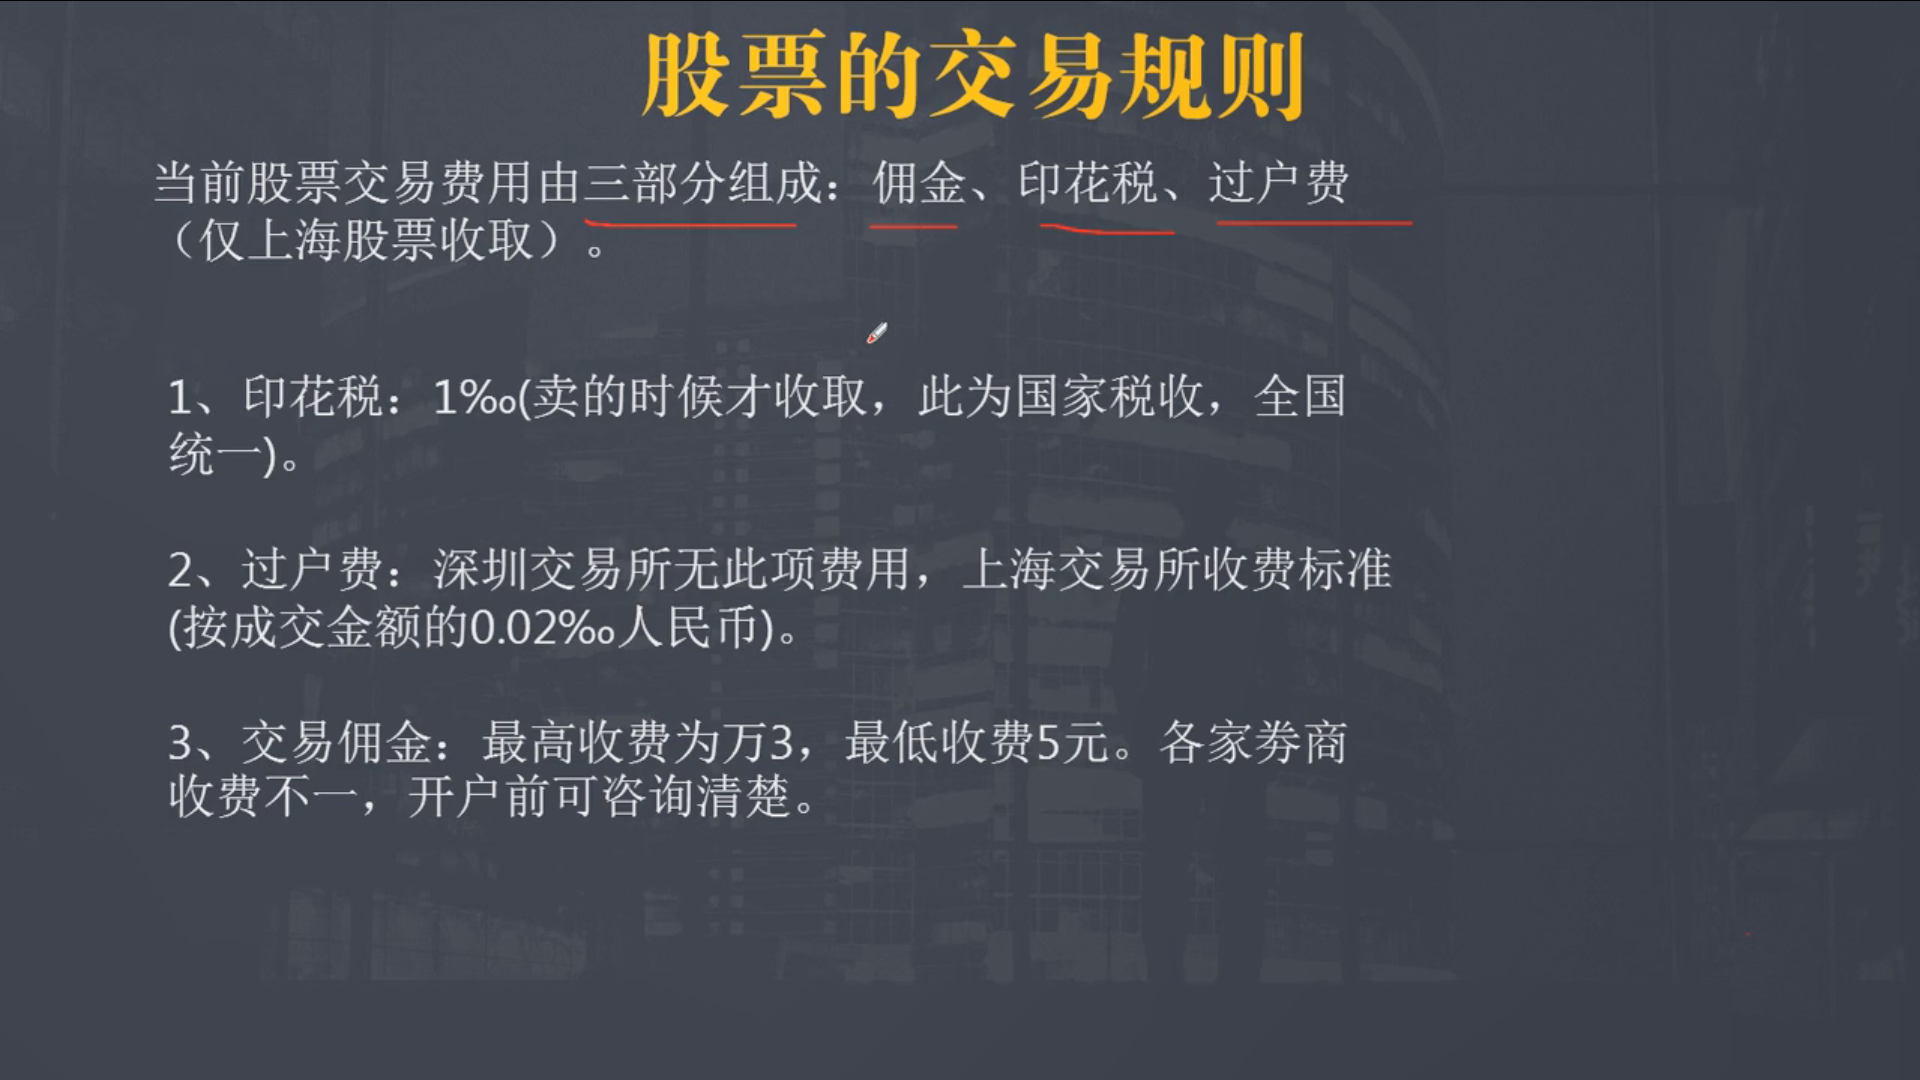 股票的交易规则
当前股票交易费用由三部分组成：佣金、印花税、过户费
（仅上海股票收取）。
1、印花税：1‰(卖的时候才收取，此为国家税收，全国
统一)。
2、过户费：深圳交易所无此项费用，上海交易所收费标准
(按成交金额的0.02‰人民币)。
3、交易佣金：最高收费为万3，最低收费5元。各家券商
收费不一，开户前可咨询清楚。